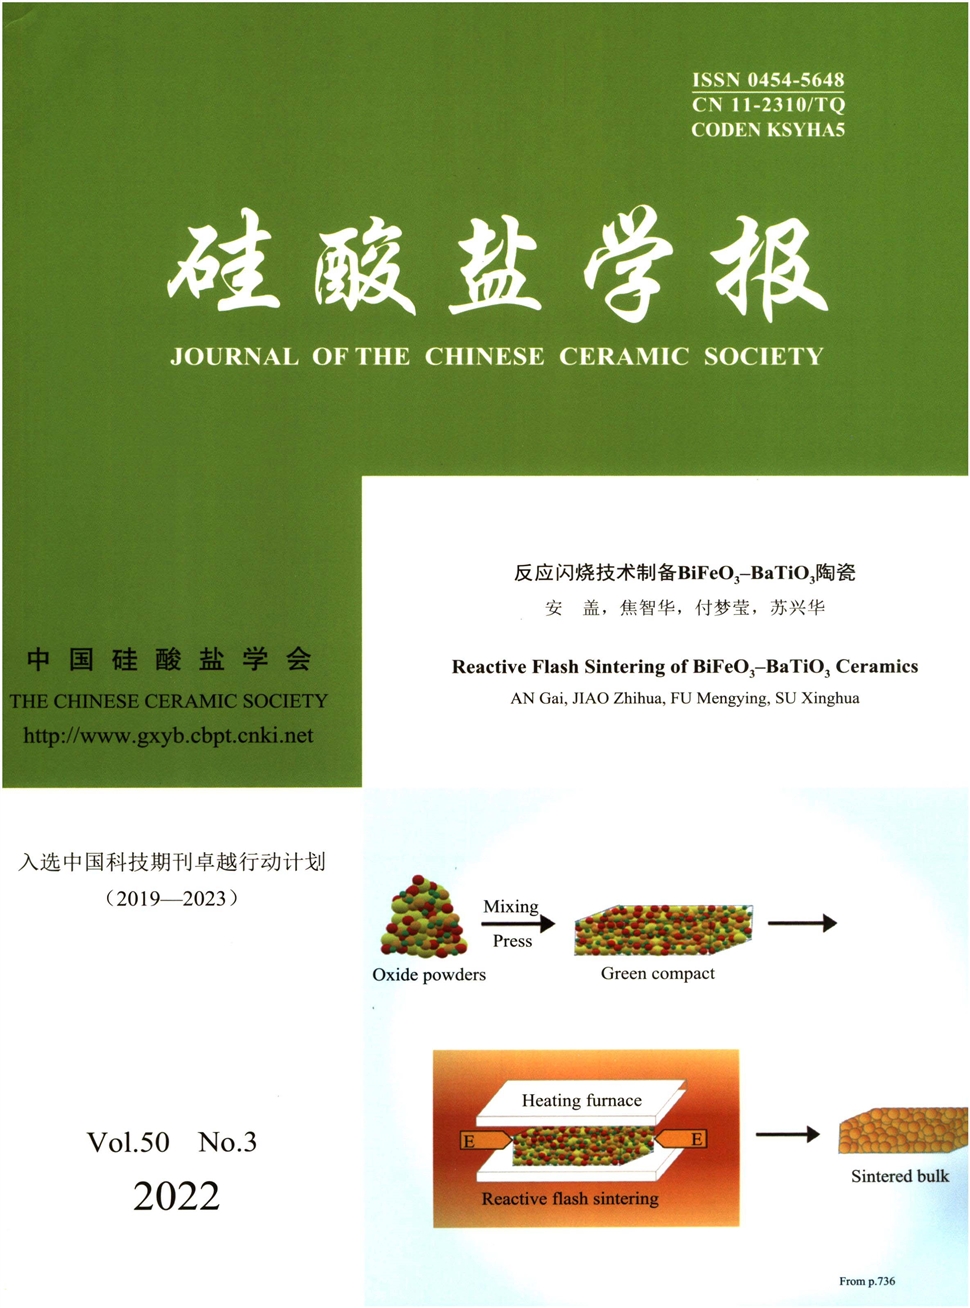 ISSN 0454-5648
CN 11-2310/TQ
CODEN KSYHA5
硅酸盐学报
JOURNAL OF THE CHINESE CERAMIC SOCIETY
反应闪烧技术制备BiFeO₃–BaTiO₃陶瓷
安 盖，焦智华，付梦莹，苏兴华
Reactive Flash Sintering of BiFeO₃–BaTiO₃ Ceramics
AN Gai, JIAO Zhihua, FU Mengying, SU Xinghua
中国硅酸盐学会
THE CHINESE CERAMIC SOCIETY
http://www.gxyb.cbpt.cnki.net
入选中国科技期刊卓越行动计划
（2019—2023）
Mixing
Press
Oxide powders
Green compact
Heating furnace
E
E
Reactive flash sintering
Sintered bulk
Vol.50 No.3
2022
From p.736